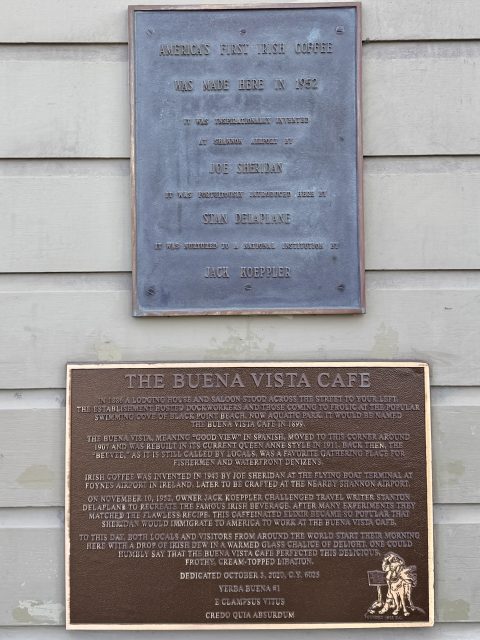 AMERICA'S FIRST IRISH COFFEE
WAS MADE HERE IN 1952
IT WAS INSPIRATIONALLY INVENTED
AT SHANNON AIRPORT BY
JOE SHERIDAN
IT WAS FORTUITOUSLY INTRODUCED HERE BY
STAN DELAPLANE
IT WAS NURTURED TO A NATIONAL INSTITUTION BY
JACK KOEPPLER
THE BUENA VISTA CAFE
IN 1886 A LODGING HOUSE AND SALOON STOOD ACROSS THE STREET TO YOUR LEFT.
THE ESTABLISHMENT HOSTED DOCKWORKERS AND THOSE COMING TO FROLIC AT THE POPULAR
SWIMMING COVE OF BLACK POINT BEACH, NOW AQUATIC PARK. IT WOULD BE NAMED
THE BUENA VISTA CAFE IN 1899.
THE BUENA VISTA, MEANING "GOOD VIEW" IN SPANISH, MOVED TO THIS CORNER AROUND
1907 AND WAS REBUILT IN ITS CURRENT QUEEN ANNE STYLE IN 1911. BACK THEN, THE
"BEEVEE," AS IT IS STILL CALLED BY LOCALS, WAS A FAVORITE GATHERING PLACE FOR
FISHERMEN AND WATERFRONT DENIZENS.
IRISH COFFEE WAS INVENTED IN 1943 BY JOE SHERIDAN AT THE FLYING BOAT TERMINAL AT
FOYNES AIRPORT IN IRELAND, LATER TO BE CRAFTED AT THE NEARBY SHANNON AIRPORT.
ON NOVEMBER 10, 1952, OWNER JACK KOEPPLER CHALLENGED TRAVEL WRITER STANTON
DELAPLANE TO RECREATE THE FAMOUS IRISH BEVERAGE. AFTER MANY EXPERIMENTS THEY
MATCHED THE FLAWLESS RECIPE. THIS CAFFEINATED ELIXIR BECAME SO POPULAR THAT
SHERIDAN WOULD IMMIGRATE TO AMERICA TO WORK AT THE BUENA VISTA CAFE.
TO THIS DAY, BOTH LOCALS AND VISITORS FROM AROUND THE WORLD START THEIR MORNING
HERE WITH A DROP OF IRISH DEW IN A WARMED GLASS CHALICE OF DELIGHT. ONE COULD
HUMBLY SAY THAT THE BUENA VISTA CAFE PERFECTED THIS DELICIOUS,
FROTHY, CREAM-TOPPED LIBATION.
DEDICATED OCTOBER 3, 2020, C.Y. 6025
YERBA BUENA #1
E CLAMPSUS VITUS
CREDO QUIA ABSURDUM